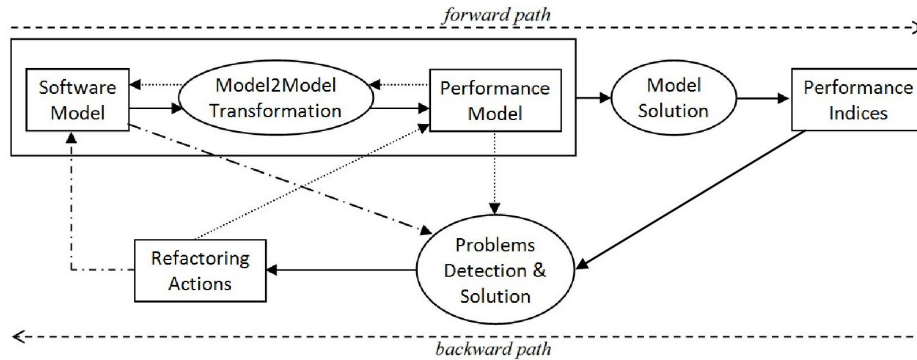 forward path
Software
Model
Model2Model
Transformation
Performance
Model
Model
Solution
Performance
Indices
Refactoring
Actions
Problems
Detection &
Solution
backward path